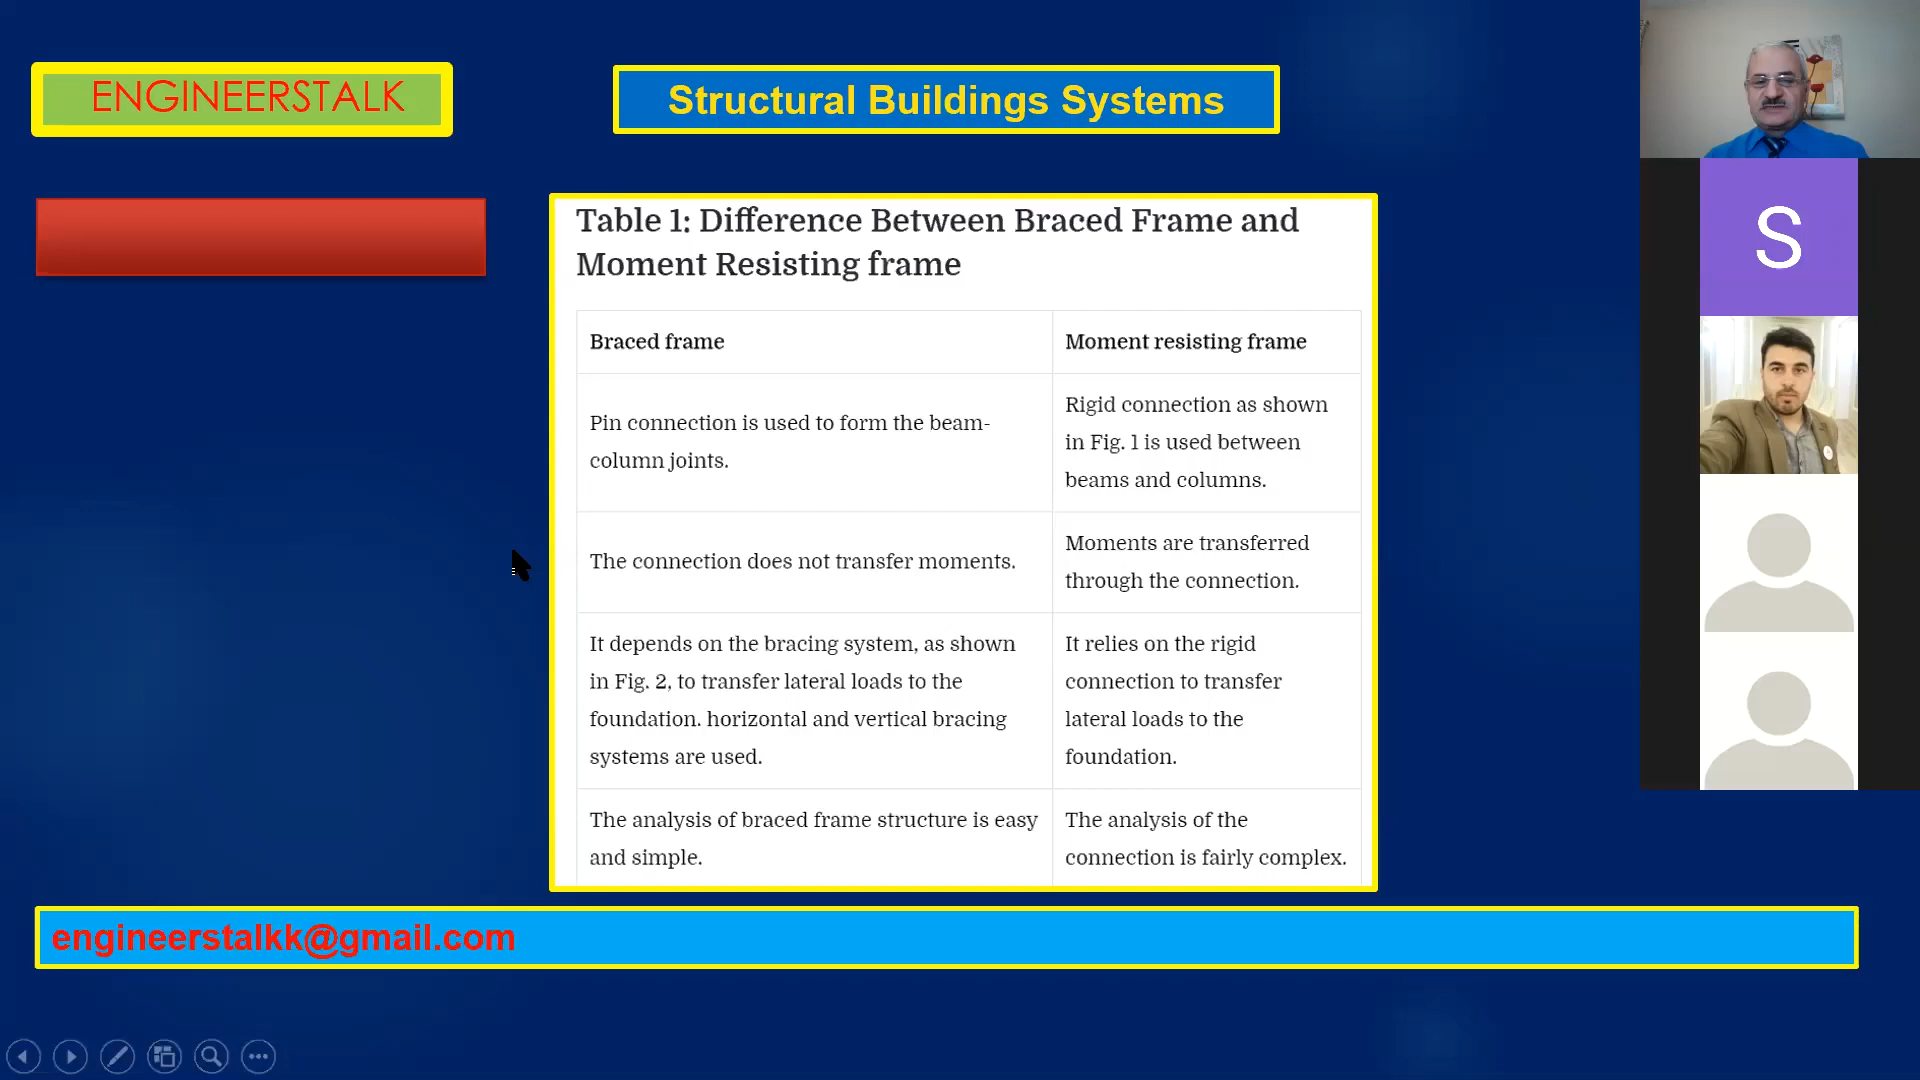 ENGINEERSTALK
Structural Buildings Systems
Table 1: Difference Between Braced Frame and
Moment Resisting frame
Braced frame
Moment resisting frame
Pin connection is used to form the beam-
column joints.
Rigid connection as shown
in Fig. 1 is used between
beams and columns.
The connection does not transfer moments.
Moments are transferred
through the connection.
It depends on the bracing system, as shown
in Fig. 2, to transfer lateral loads to the
foundation. horizontal and vertical bracing
systems are used.
It relies on the rigid
connection to transfer
lateral loads to the
foundation.
The analysis of braced frame structure is easy
and simple.
The analysis of the
connection is fairly complex.
engineerstalkk@gmail.com
S